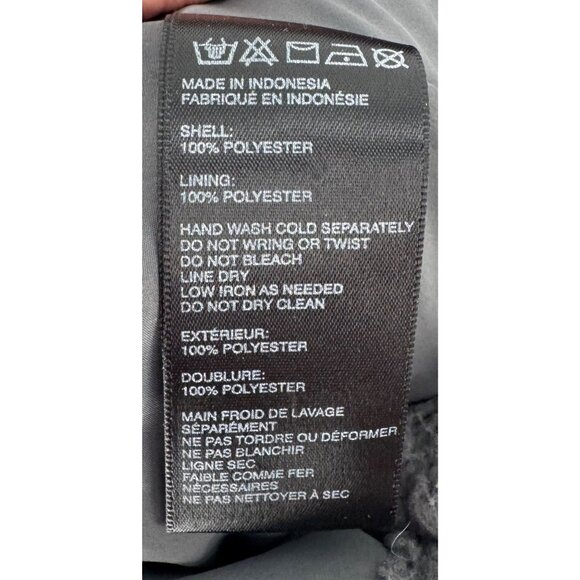 MADE IN INDONESIA
FABRIQUÉ EN INDONÉSIE
SHELL:
100% POLYESTER
LINING:
100% POLYESTER
HAND WASH COLD SEPARATELY
DO NOT WRING OR TWIST
DO NOT BLEACH
LINE DRY
LOW IRON AS NEEDED
DO NOT DRY CLEAN
EXTÉRIEUR:
100% POLYESTER
DOUBLURE:
100% POLYESTER
MAIN FROID DE LAVAGE
SÉPARÉMENT
NE PAS TORDRE OU DÉFORMER
NE PAS BLANCHIR
LIGNE SEC
FAIBLE COMME FER
NÉCESSAIRES
NE PAS NETTOYER À SEC